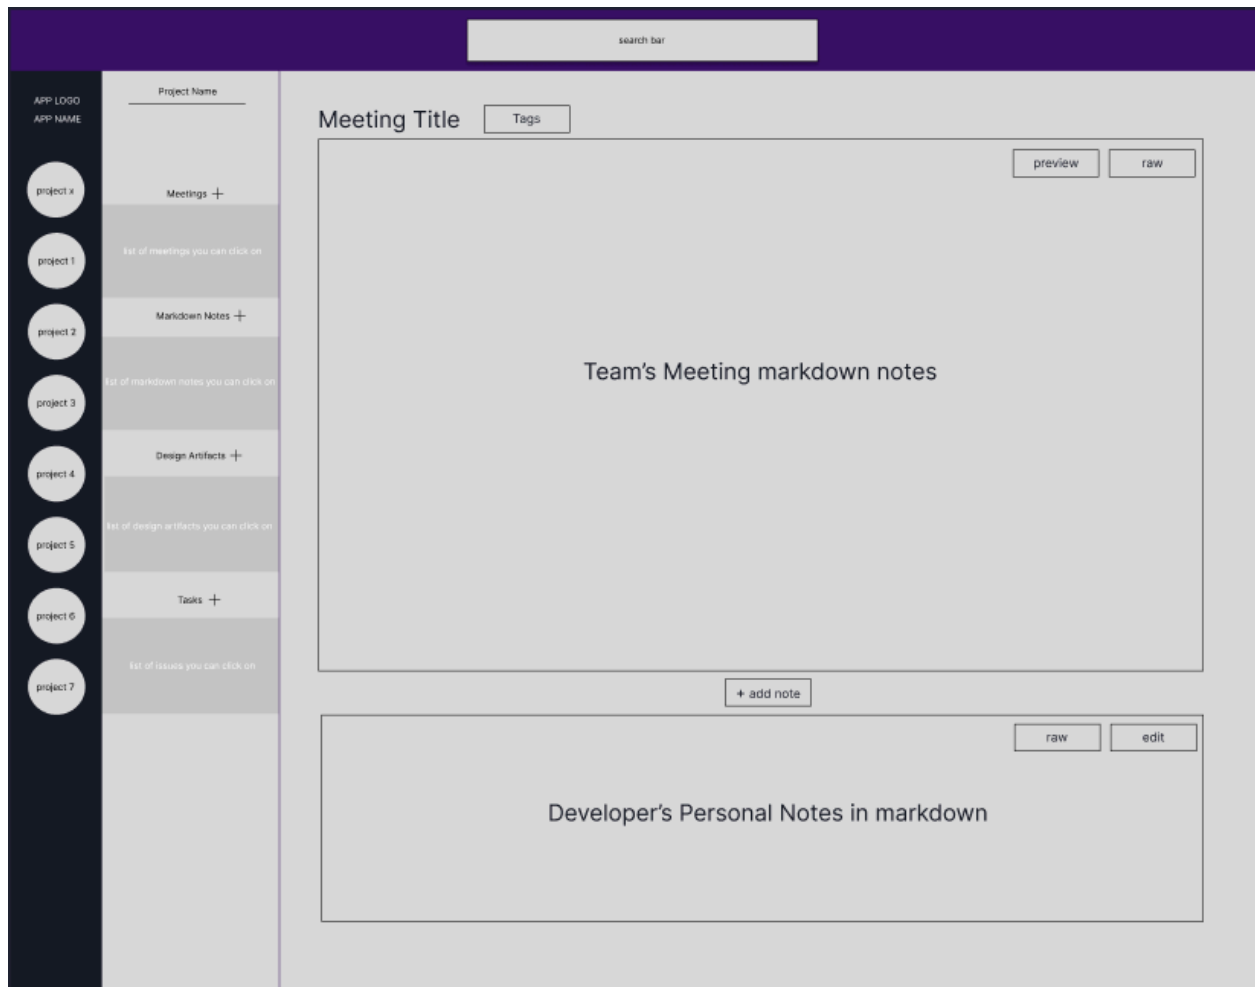 search bar
APP LOGO
APP NAME
project x
project 1
project 2
project 3
project 4
project 5
project 6
project 7
Project Name
Meetings +
list of meetings you can click on
Markdown Notes +
list of markdown notes you can click on
Design Artifacts +
list of design artifacts you can click on
Tasks +
list of issues you can click on
Meeting Title
Tags
preview
raw
Team's Meeting markdown notes
+ add note
raw
edit
Developer's Personal Notes in markdown